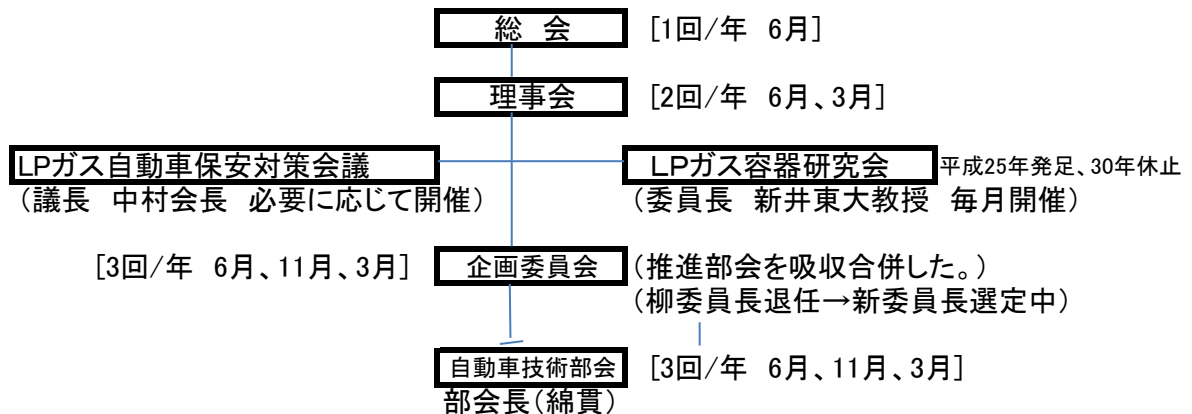 総　会　[1回/年　6月]
理事会　[2回/年　6月、3月]
LPガス自動車保安対策会議　LPガス容器研究会　平成25年発足、30年休止
（議長　中村会長　必要に応じて開催）　（委員長　新井東大教授　毎月開催）
[3回/年　6月、11月、3月]　企画委員会　（推進部会を吸収合併した。）
（柳委員長退任→新委員長選定中）
自動車技術部会　[3回/年　6月、11月、3月]
部会長（綿貫）